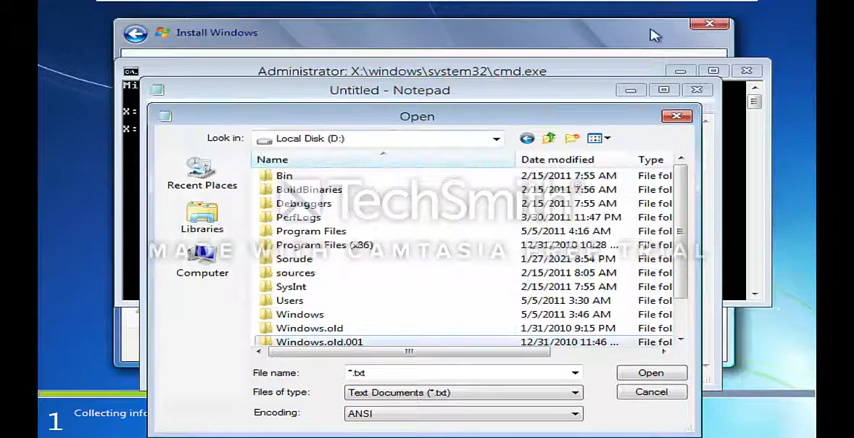 Install Windows
Administrator: X:\windows\system32\cmd.exe
Mi
Untitled - Notepad
X:
X:
Open
Look in:
Local Disk (D:)
Name
Date modified
Type
Recent Places
Libraries
Computer
Bin 2/15/2011 7:55 AM File fol
BuildBinaries 2/15/2011 7:56 AM File fol
Debuggers 2/15/2011 7:55 AM File fol
PerfLogs 3/30/2011 11:47 PM File fol
Program Files 5/5/2011 4:16 AM File fol
Program Files (x86) 12/31/2010 10:28 ... File fol
1/27/2021 8:54 PM File fol
sources 2/15/2011 8:05 AM File fol
SysInt 2/15/2011 7:55 AM File fol
Users 5/5/2011 3:30 AM File fol
Windows 5/5/2011 3:46 AM File fol
Windows.old 1/31/2010 9:15 PM File fol
Windows.old.001 12/31/2010 11:46 ... File fol
TechSmith
MADE WITH CAMTASIA FREE TRIAL
File name:
*.txt
Open
Files of type:
Text Documents (*.txt)
Cancel
Encoding:
ANSI
1
Collecting info